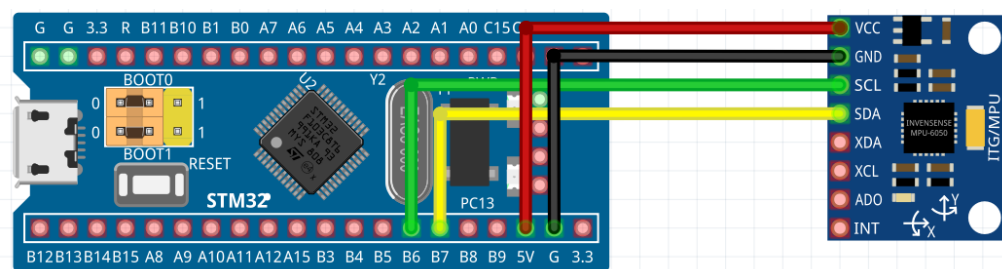 G G 3.3 R B11 B10 B1 B0 A7 A6 A5 A4 A3 A2 A1 A0 C15
VCC
GND
SCL
SDA
XDA
XCL
ADO
INT
BOOT0
0 1
0 1
BOOT1
RESET
U2
STM32
F103C8T6
Y2
STM32
PC13
INVENSENSE
MPU-6050
ITG/MPU
Y
X
B12 B13 B14 B15 A8 A9 A10 A11 A12 A15 B3 B4 B5 B6 B7 B8 B9 5V G 3.3